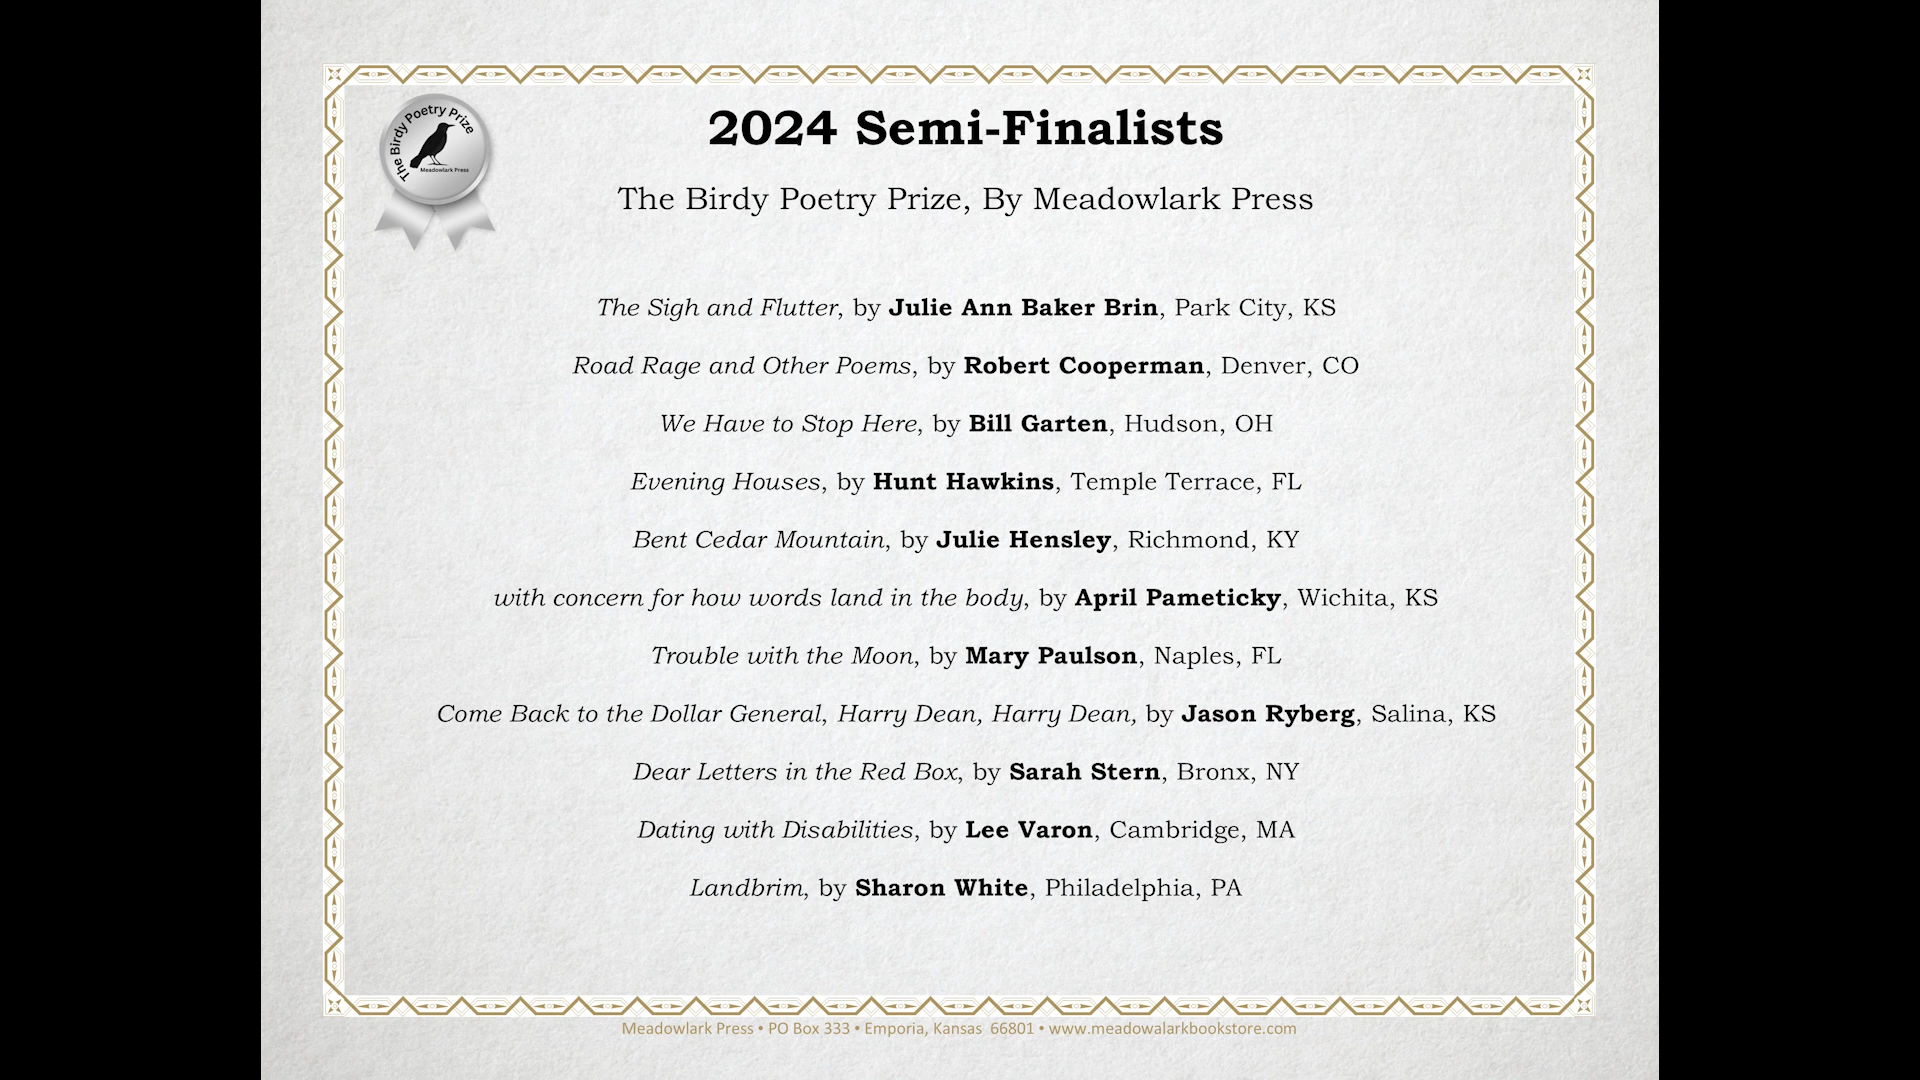 The Birdy Poetry Prize
Meadowlark Press
2024 Semi-Finalists
The Birdy Poetry Prize, By Meadowlark Press
The Sigh and Flutter, by Julie Ann Baker Brin, Park City, KS
Road Rage and Other Poems, by Robert Cooperman, Denver, CO
We Have to Stop Here, by Bill Garten, Hudson, OH
Evening Houses, by Hunt Hawkins, Temple Terrace, FL
Bent Cedar Mountain, by Julie Hensley, Richmond, KY
with concern for how words land in the body, by April Pameticky, Wichita, KS
Trouble with the Moon, by Mary Paulson, Naples, FL
Come Back to the Dollar General, Harry Dean, Harry Dean, by Jason Ryberg, Salina, KS
Dear Letters in the Red Box, by Sarah Stern, Bronx, NY
Dating with Disabilities, by Lee Varon, Cambridge, MA
Landbrim, by Sharon White, Philadelphia, PA
Meadowlark Press • PO Box 333 • Emporia, Kansas 66801 • www.meadowalarkbookstore.com